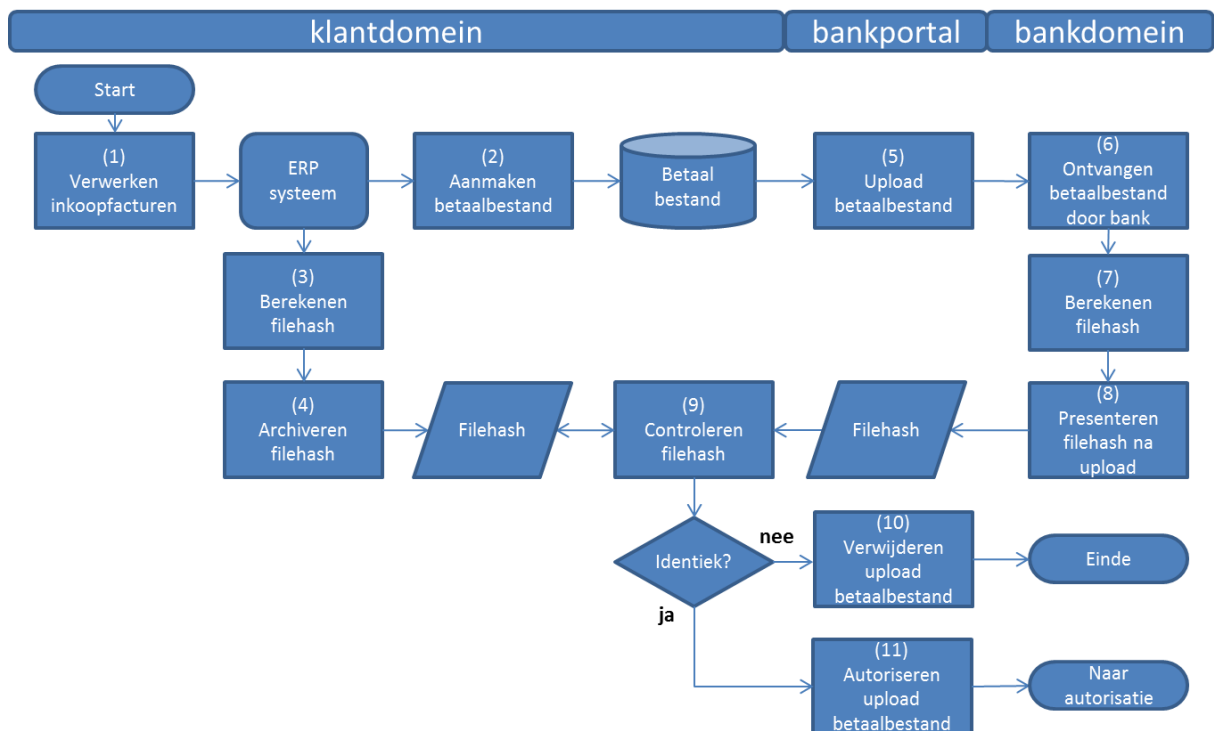 klantdomein
bankportal
bankdomein
Start
(1)
Verwerken
inkoopfacturen
ERP
systeem
(2)
Aanmaken
betaalbestand
Betaal
bestand
(5)
Upload
betaalbestand
(6)
Ontvangen
betaalbestand
door bank
(3)
Berekenen
filehash
(7)
Berekenen
filehash
(4)
Archiveren
filehash
Filehash
(9)
Controleren
filehash
Filehash
(8)
Presenteren
filehash na
upload
Identiek?
nee
(10)
Verwijderen
upload
betaalbestand
Einde
ja
(11)
Autoriseren
upload
betaalbestand
Naar
autorisatie